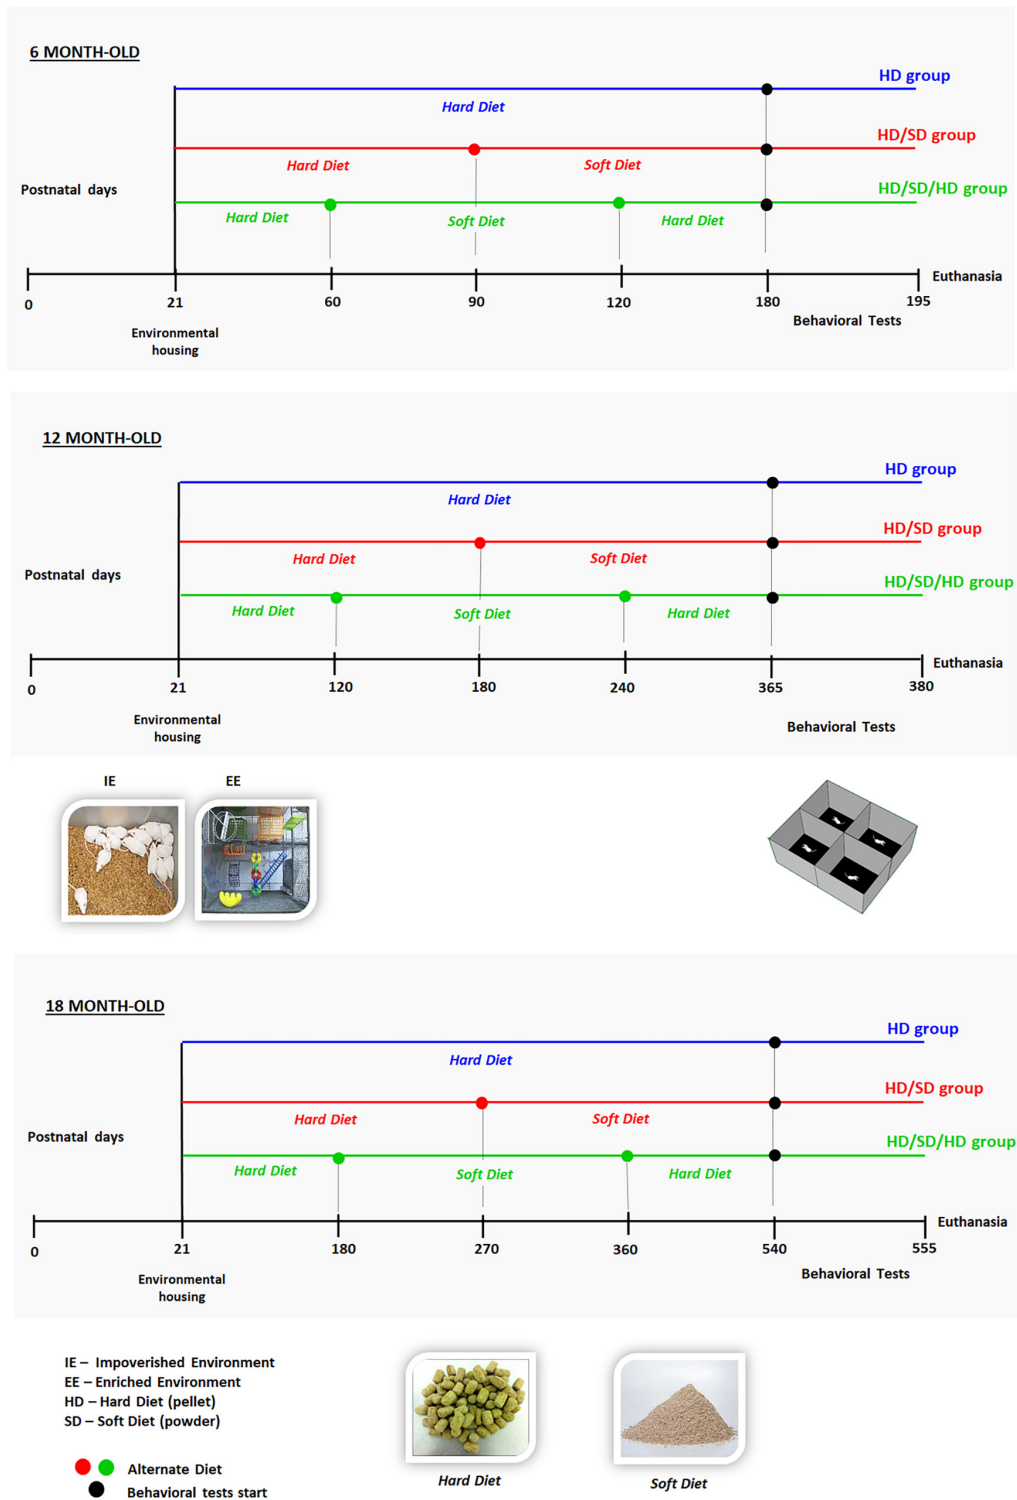 6 MONTH-OLD
HD group
Hard Diet
HD/SD group
Hard Diet
Soft Diet
Postnatal days
HD/SD/HD group
Hard Diet
Soft Diet
Hard Diet
Euthanasia
0
21
60
90
120
180
195
Behavioral Tests
Environmental
housing
12 MONTH-OLD
HD group
Hard Diet
HD/SD group
Hard Diet
Soft Diet
Postnatal days
HD/SD/HD group
Hard Diet
Soft Diet
Hard Diet
Euthanasia
0
21
120
180
240
365
380
Environmental
housing
Behavioral Tests
IE
EE
18 MONTH-OLD
HD group
Hard Diet
HD/SD group
Hard Diet
Soft Diet
Postnatal days
HD/SD/HD group
Hard Diet
Soft Diet
Hard Diet
Euthanasia
0
21
180
270
360
540
555
Environmental
housing
Behavioral Tests
IE – Impoverished Environment
EE – Enriched Environment
HD – Hard Diet (pellet)
SD – Soft Diet (powder)
Alternate Diet
Behavioral tests start
Hard Diet
Soft Diet